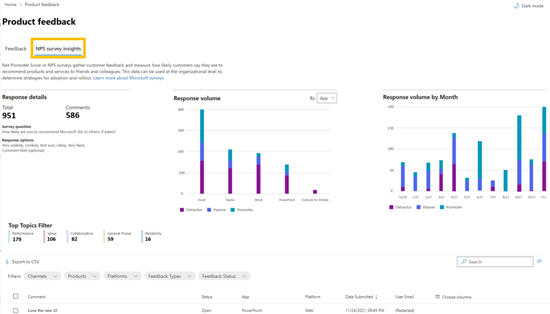 Home > Product feedback
Dark mode
Product feedback
Feedback
NPS survey insights
Net Promoter Score or NPS surveys gather customer feedback and measure how likely customers say they are to
recommend products and services to friends and colleagues. This data can be used at the organizational level to
determine strategies for adoption and rollout. Learn more about Microsoft surveys
Response details
Total
951
Comments
586
Survey question
How likely are you to recommend Microsoft 365 to others, if asked?
Response options
Very unlikely, Unlikely, Not sure, Likely, Very likely
Comment field (optional)
Response volume
By App
400
300
200
100
0
Excel Teams Word PowerPoint Outlook for Mobile
Detractor Passive Promoter
Response volume by Month
200
150
100
50
0
Detractor Passive Promoter
Top Topics Filter
Performance
179
Value
106
Collaboration
82
General Praise
59
Reliability
16
Export to CSV
Search
Filters: Channels Products Platforms Feedback Types Feedback Status
Comment Status App Platform Date Submitted ↓ User Email Choose columns
Love the new UI Open PowerPoint Web 11/24/2021, 09:45 PM (Redacted)